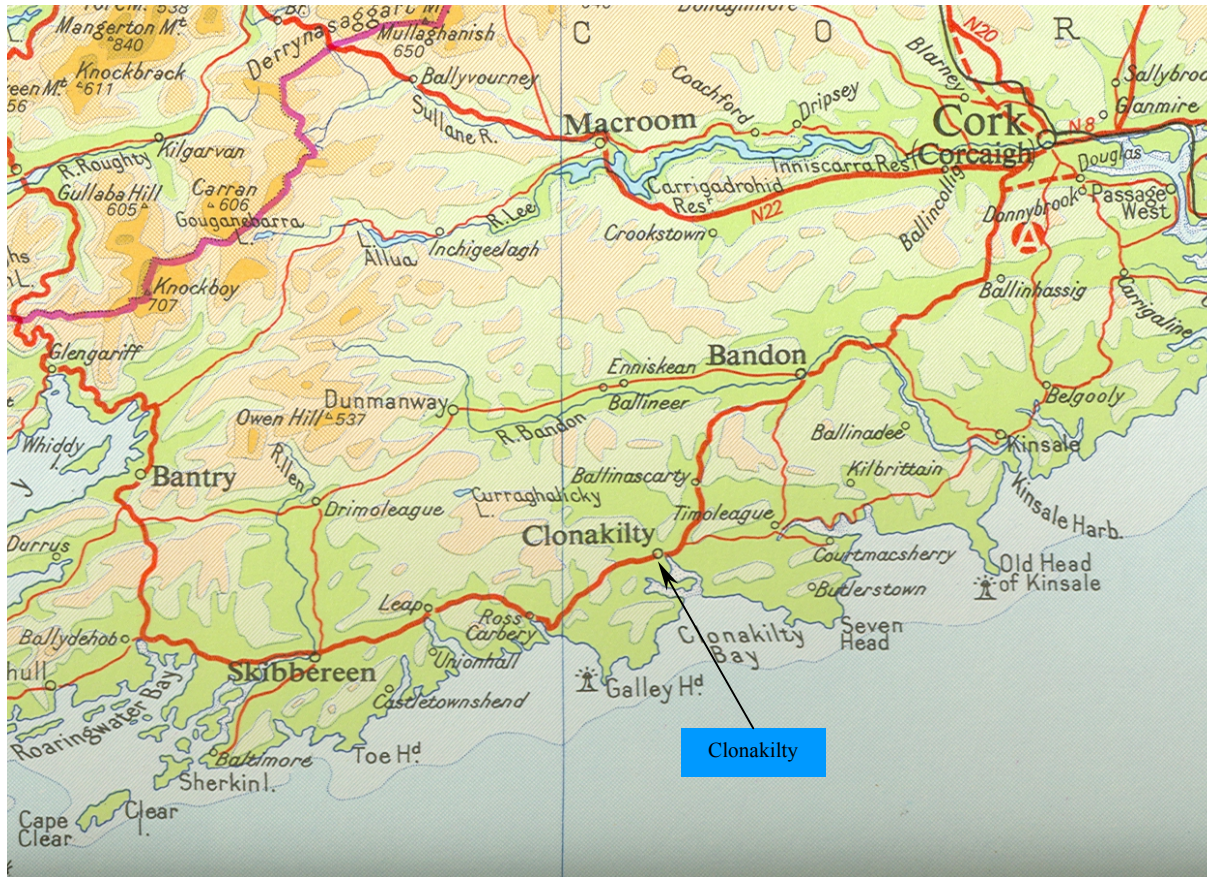 Mangerton Mt.
840
Knockbrack
611
56
Derrynasaggart Mt.
Mullaghanish
650
C
O
R
N20
Blarney
Sallybroo
Glanmire
N8
Ballyvourney
Sullane R.
Coachford
Dripsey
Macroom
Cork
Corcaigh
Inniscarra Resr.
Douglas
Ballincollig
Carrigadrohid
Resr.
N22
Donnybrook
Passage
West
A
R. Roughty
Kilgarvan
Gullaba Hill
605
Carran
606
Gouganebarra
L.
R. Lee
L.
Allua
Inchigeelagh
Crookstown
Knockboy
707
Ballinhassig
Carrigaline
Glengariff
Bandon
Enniskean
Ballineer
Dunmanway
Owen Hill 537
R. Bandon
Belgooly
Whiddy
I.
Ballinadee
Kinsale
Bantry
R. Ilen
Ballinascarty
Kilbrittain
Drimoleague
Curraghalicky
L.
Timoleague
Kinsale Harb.
Clonakilty
Durrus
Courtmacsherry
Old Head
of Kinsale
Butlerstown
Leap
Ross
Carbery
Clonakilty
Bay
Seven
Head
Ballydehob
Skibbereen
Unionhall
hull
Galley Hd.
Castletownshend
Roaringwater Bay
Baltimore
Toe Hd.
Clonakilty
Sherkin I.
Cape
Clear
Clear
I.